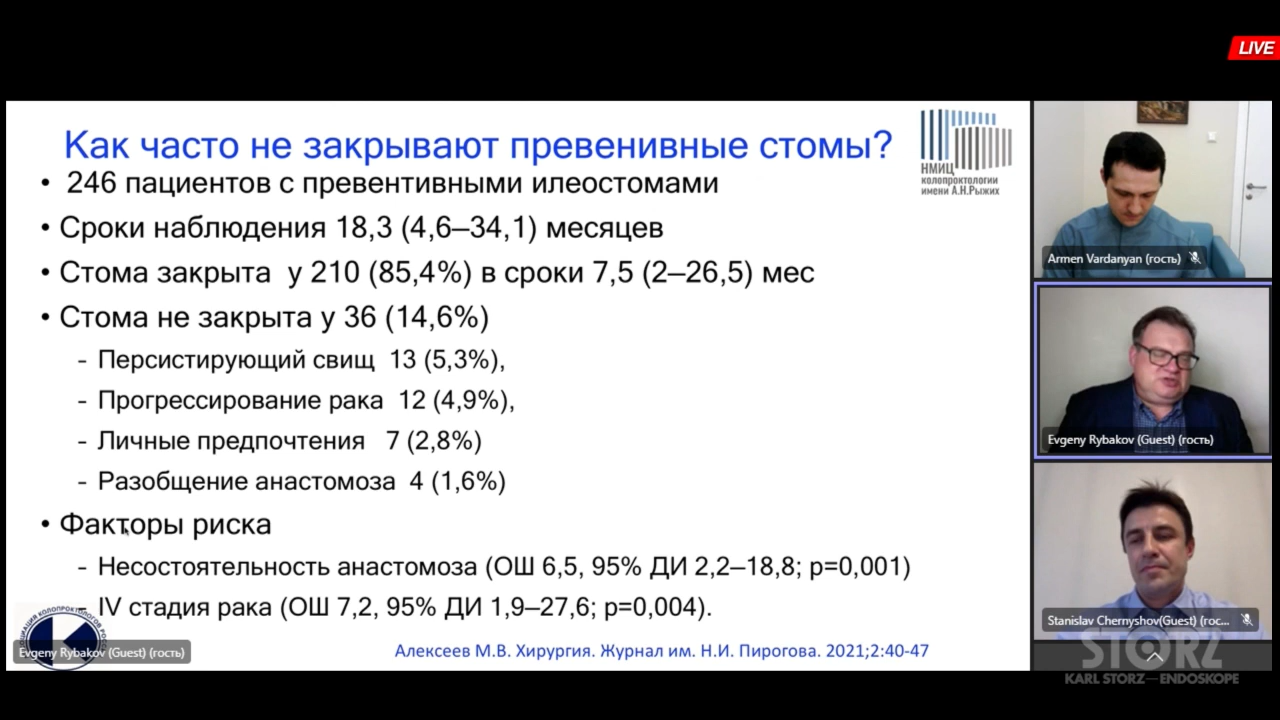 LIVE
Как часто не закрывают превенивные стомы?
НМИЦ
колопроктологии
имени А.Н.Рыжих
• 246 пациентов с превентивными илеостомами
• Сроки наблюдения 18,3 (4,6–34,1) месяцев
• Стома закрыта у 210 (85,4%) в сроки 7,5 (2–26,5) мес
• Стома не закрыта у 36 (14,6%)
- Персистирующий свищ 13 (5,3%),
- Прогрессирование рака 12 (4,9%),
- Личные предпочтения 7 (2,8%)
- Разобщение анастомоза 4 (1,6%)
• Факторы риска
- Несостоятельность анастомоза (ОШ 6,5, 95% ДИ 2,2–18,8; p=0,001)
- IV стадия рака (ОШ 7,2, 95% ДИ 1,9–27,6; p=0,004).
Алексеев М.В. Хирургия. Журнал им. Н.И. Пирогова. 2021;2:40-47
Evgeny Rybakov (Guest) (гость)
Armen Vardanyan (гость)
Evgeny Rybakov (Guest) (гость)
Stanislav Chernyshov(Guest) (гос...
STORZ
KARL STORZ—ENDOSKOPE